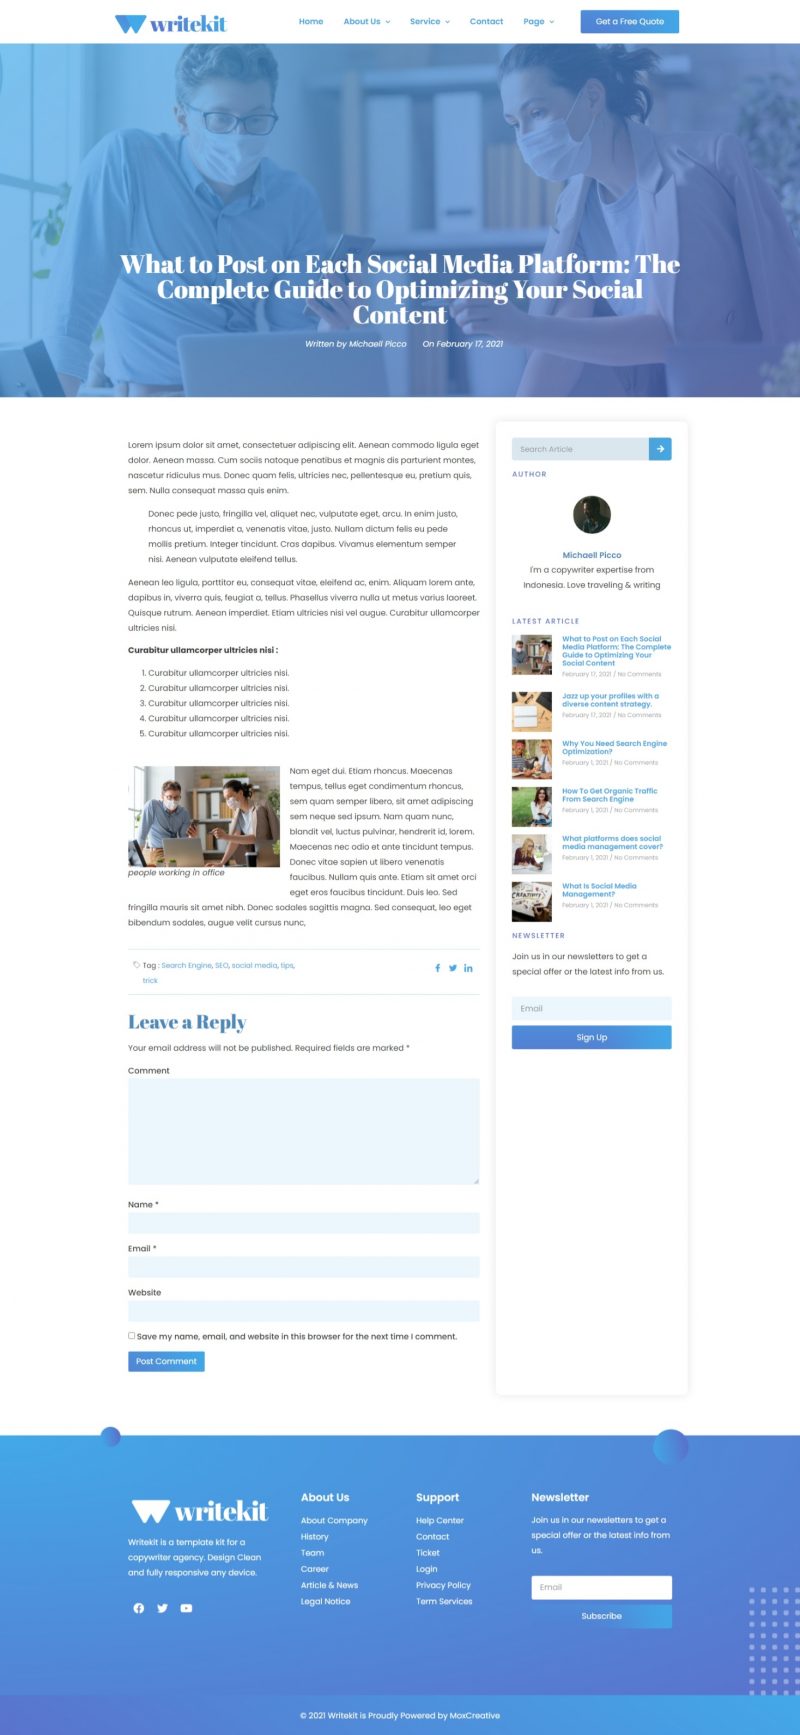 writekit
Home About Us Service Contact Page Get a Free Quote
What to Post on Each Social Media Platform: The
Complete Guide to Optimizing Your Social
Content
Written by Michaell Picco On February 17, 2021
Lorem ipsum dolor sit amet, consectetuer adipiscing elit. Aenean commodo ligula eget
dolor. Aenean massa. Cum sociis natoque penatibus et magnis dis parturient montes,
nascetur ridiculus mus. Donec quam felis, ultricies nec, pellentesque eu, pretium quis,
sem. Nulla consequat massa quis enim.
Donec pede justo, fringilla vel, aliquet nec, vulputate eget, arcu. In enim justo,
rhoncus ut, imperdiet a, venenatis vitae, justo. Nullam dictum felis eu pede
mollis pretium. Integer tincidunt. Cras dapibus. Vivamus elementum semper
nisi. Aenean vulputate eleifend tellus.
Aenean leo ligula, porttitor eu, consequat vitae, eleifend ac, enim. Aliquam lorem ante,
dapibus in, viverra quis, feugiat a, tellus. Phasellus viverra nulla ut metus varius laoreet.
Quisque rutrum. Aenean imperdiet. Etiam ultricies nisi vel augue. Curabitur ullamcorper
ultricies nisi.
Curabitur ullamcorper ultricies nisi :
1. Curabitur ullamcorper ultricies nisi.
2. Curabitur ullamcorper ultricies nisi.
3. Curabitur ullamcorper ultricies nisi.
4. Curabitur ullamcorper ultricies nisi.
5. Curabitur ullamcorper ultricies nisi.
Nam eget dui. Etiam rhoncus. Maecenas
tempus, tellus eget condimentum rhoncus,
sem quam semper libero, sit amet adipiscing
sem neque sed ipsum. Nam quam nunc,
blandit vel, luctus pulvinar, hendrerit id, lorem.
Maecenas nec odio et ante tincidunt tempus.
Donec vitae sapien ut libero venenatis
faucibus. Nullam quis ante. Etiam sit amet orci
eget eros faucibus tincidunt. Duis leo. Sed
fringilla mauris sit amet nibh. Donec sodales sagittis magna. Sed consequat, leo eget
bibendum sodales, augue velit cursus nunc,
people working in office
Tag : Search Engine, SEO, social media, tips,
trick
Leave a Reply
Your email address will not be published. Required fields are marked *
Comment
Name *
Email *
Website
Save my name, email, and website in this browser for the next time I comment.
Post Comment
Search Article
AUTHOR
Michaell Picco
I'm a copywriter expertise from
Indonesia. Love traveling & writing
LATEST ARTICLE
What to Post on Each Social
Media Platform: The Complete
Guide to Optimizing Your
Social Content
February 17, 2021 / No Comments
Jazz up your profiles with a
diverse content strategy.
February 17, 2021 / No Comments
Why You Need Search Engine
Optimization?
February 1, 2021 / No Comments
How To Get Organic Traffic
From Search Engine
February 1, 2021 / No Comments
What platforms does social
media management cover?
February 1, 2021 / No Comments
What Is Social Media
Management?
February 1, 2021 / No Comments
NEWSLETTER
Join us in our newsletters to get a
special offer or the latest info from us.
Email
Sign Up
writekit
Writekit is a template kit for a
copywriter agency. Design Clean
and fully responsive any device.
About Us
About Company
History
Team
Career
Article & News
Legal Notice
Support
Help Center
Contact
Ticket
Login
Privacy Policy
Term Services
Newsletter
Join us in our newsletters to get a
special offer or the latest info from
us.
Email
Subscribe
© 2021 Writekit is Proudly Powered by MoxCreative